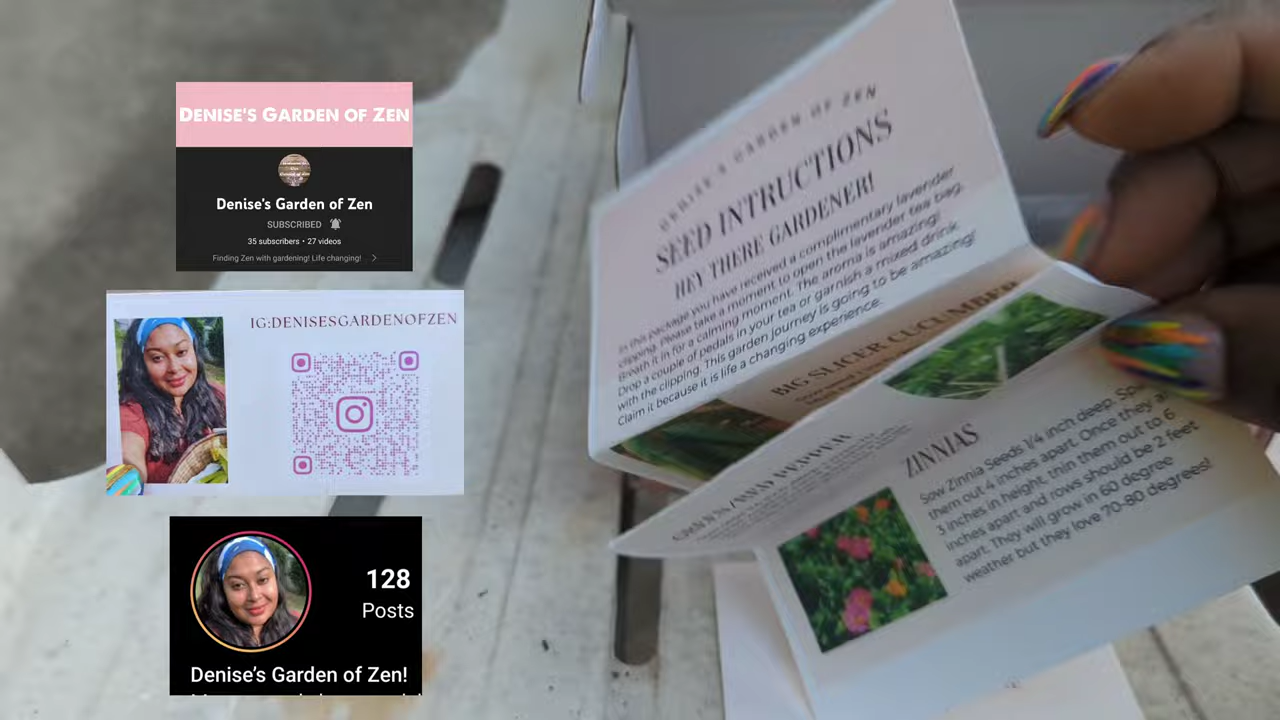 DENISE'S GARDEN OF ZEN
Denise's Garden of Zen
SUBSCRIBED
35 subscribers • 27 videos
Finding Zen with gardening! Life changing!
IG:DENISESGARDENOFZEN
128
Posts
Denise's Garden of Zen!
DENISE'S GARDEN OF ZEN
SEED INTRUCTIONS
HEY THERE GARDENER!
In this package you have received a complimentary lavender
clipping. Please take a moment to open the lavender tea bag.
Breath it in for a calming moment. The aroma is amazing!
Drop a couple of pedals in your tea or garnish a mixed drink
with the clipping. This garden journey is going to be amazing!
Claim it because it is life a changing experience.
BIG SLICER CUCUMBER
ZINNIAS
Sow Zinnia Seeds 1/4 inch deep.
them out 4 inches apart. Once they
3 inches in height, thin them out to 6
inches apart and rows should be 2 feet
apart. They will grow in 60 degree
weather but they love 70-80 degrees!